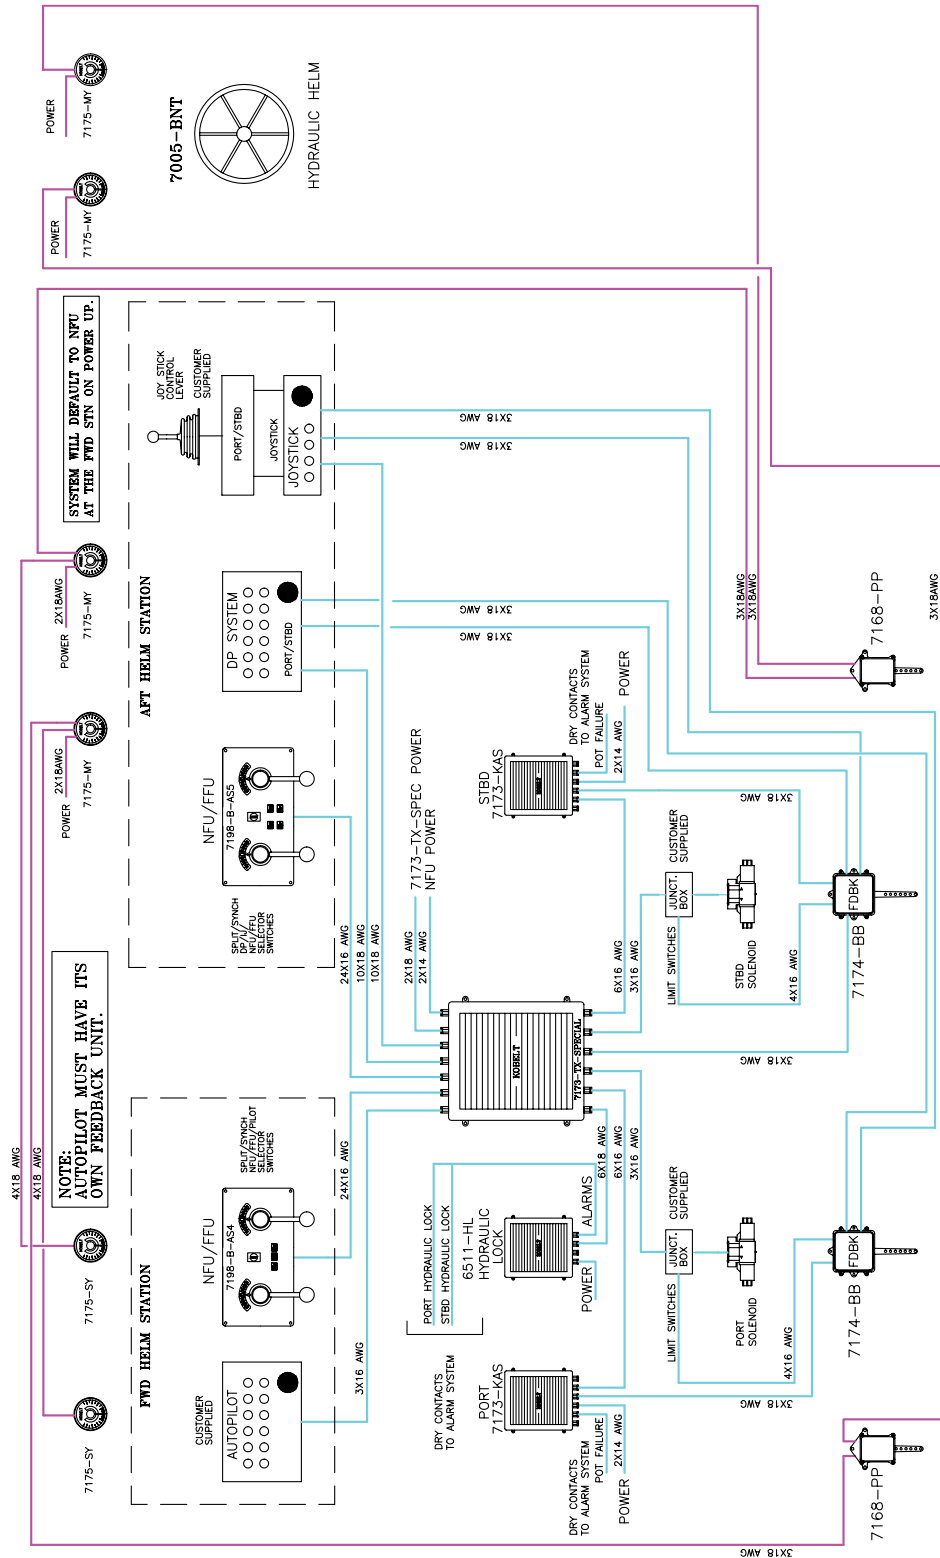 4X18 AWG
4X18 AWG
NOTE:
AUTOPILOT MUST HAVE ITS
OWN FEEDBACK UNIT.
SYSTEM WILL DEFAULT TO NFU
AT THE FWD STN ON POWER UP.
7175-SY
7175-SY
POWER
2X18AWG
7175-MY
POWER
2X18AWG
7175-MY
POWER
7175-MY
POWER
7175-MY
FWD HELM STATION
CUSTOMER
SUPPLIED
AUTOPILOT
NFU/FFU
7198-B-AS4
SPLIT/SYNCH
NFU/FFU/PILOT
SELECTOR
SWITCHES
AFT HELM STATION
SPLIT/SYNCH
DP/J/
NFU/FFU
SELECTOR
SWITCHES
NFU/FFU
7198-B-AS5
DP SYSTEM
PORT/STBD
JOY STICK
CONTROL
LEVER
CUSTOMER
SUPPLIED
PORT/STBD
JOYSTICK
JOYSTICK
7005-BNT
HYDRAULIC HELM
3X16 AWG
24X16 AWG
24X16 AWG
10X18 AWG
10X18 AWG
2X18 AWG
2X14 AWG
7173-TX-SPEC POWER
NFU POWER
3X18 AWG
3X18 AWG
3X18 AWG
3X18 AWG
PORT HYDRAULIC LOCK
STBD HYDRAULIC LOCK
DRY CONTACTS
TO ALARM SYSTEM
6511-HL
HYDRAULIC
LOCK
POWER
ALARMS
KOBELT
7173-TX-SPECIAL
PORT
7173-KAS
KOBELT
KOBELT
DRY CONTACTS
TO ALARM SYSTEM
POT FAILURE
POWER
2X14 AWG
6X18 AWG
6X16 AWG
3X16 AWG
6X16 AWG
3X16 AWG
STBD
7173-KAS
KOBELT
DRY CONTACTS
TO ALARM SYSTEM
POT FAILURE
2X14 AWG
POWER
LIMIT SWITCHES
JUNCT.
BOX
CUSTOMER
SUPPLIED
PORT
SOLENOID
LIMIT SWITCHES
JUNCT.
BOX
CUSTOMER
SUPPLIED
STBD
SOLENOID
3X18 AWG
3X18 AWG
3X18 AWG
3X18 AWG
4X16 AWG
4X16 AWG
FDBK
7174-BB
FDBK
7174-BB
3X18AWG
3X18AWG
3X18AWG
7168-PP
7168-PP